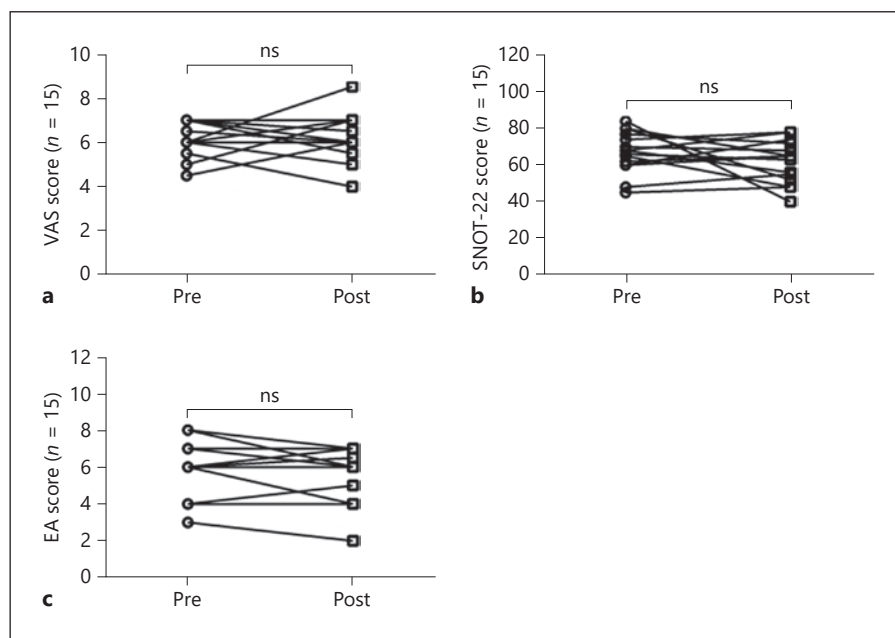 10
8
6
4
2
0
VAS score (n = 15)
ns
Pre
Post
a
120
100
80
60
40
20
0
SNOT-22 score (n = 15)
ns
Pre
Post
b
12
10
8
6
4
2
0
EA score (n = 15)
ns
Pre
Post
c